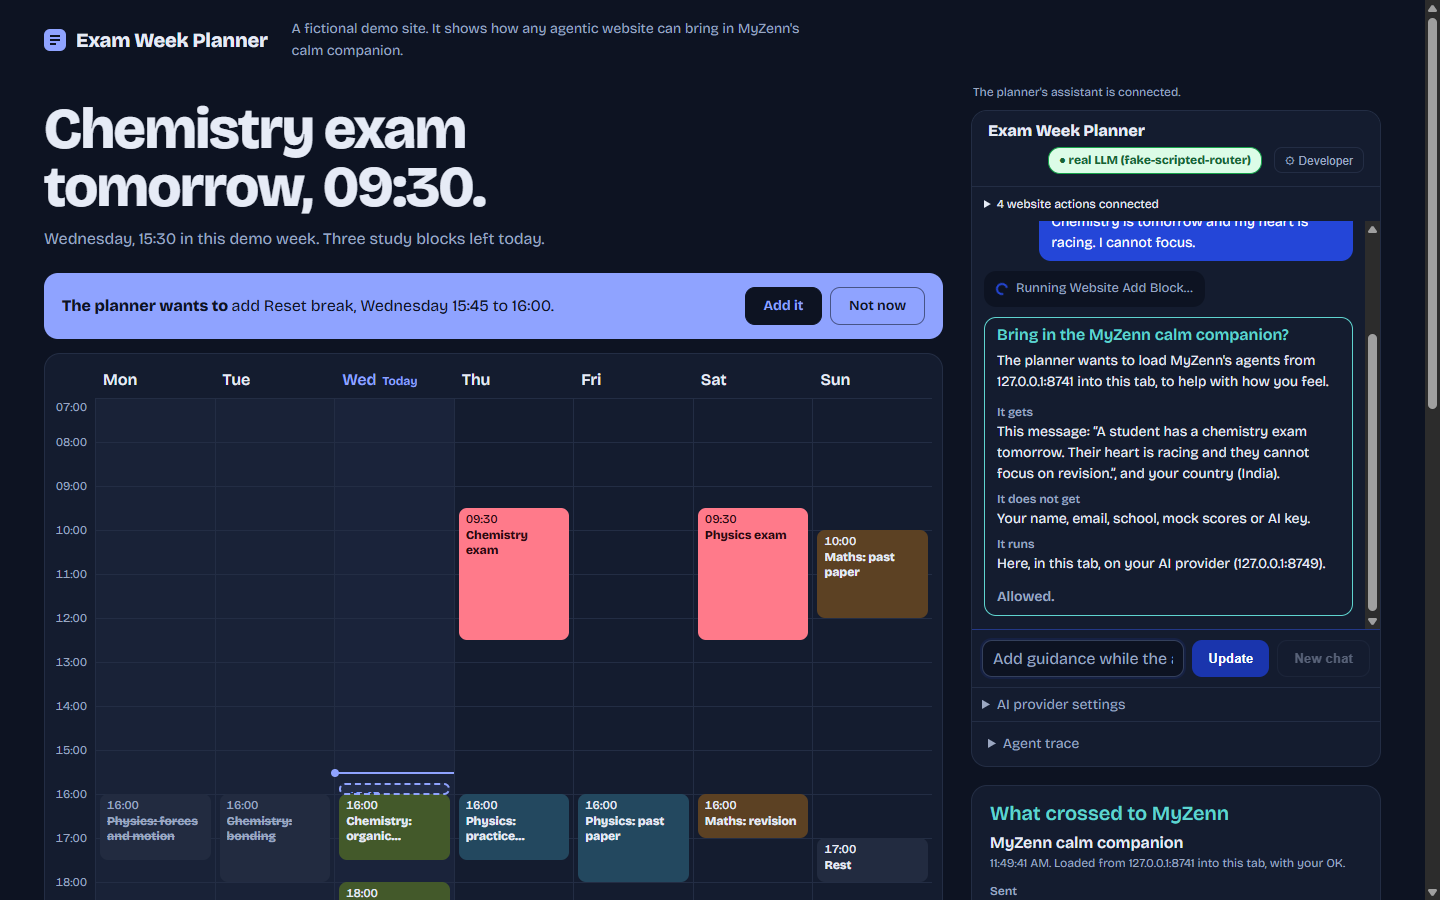 Exam Week Planner
A fictional demo site. It shows how any agentic website can bring in MyZenn's
calm companion.
Chemistry exam
tomorrow, 09:30.
Wednesday, 15:30 in this demo week. Three study blocks left today.
The planner wants to add Reset break, Wednesday 15:45 to 16:00.
Add it
Not now
Mon
Tue
Wed Today
Thu
Fri
Sat
Sun
07:00
08:00
09:00
10:00
11:00
12:00
13:00
14:00
15:00
16:00
17:00
18:00
16:00
Physics: forces
and motion
16:00
Chemistry:
bonding
16:00
Chemistry:
organic...
18:00
09:30
Chemistry
exam
16:00
Physics:
practice...
16:00
Physics: past
paper
09:30
Physics exam
16:00
Maths: revision
10:00
Maths: past
paper
17:00
Rest
The planner's assistant is connected.
Exam Week Planner
● real LLM (fake-scripted-router)
⚙ Developer
▶ 4 website actions connected
Chemistry is tomorrow and my heart is
racing. I cannot focus.
Running Website Add Block...
Bring in the MyZenn calm companion?
The planner wants to load MyZenn's agents from
127.0.0.1:8741 into this tab, to help with how you feel.
It gets
This message: “A student has a chemistry exam
tomorrow. Their heart is racing and they cannot
focus on revision.”, and your country (India).
It does not get
Your name, email, school, mock scores or AI key.
It runs
Here, in this tab, on your AI provider (127.0.0.1:8749).
Allowed.
Add guidance while the
Update
New chat
▶ AI provider settings
▶ Agent trace
What crossed to MyZenn
MyZenn calm companion
11:49:41 AM. Loaded from 127.0.0.1:8741 into this tab, with your OK.
Sent